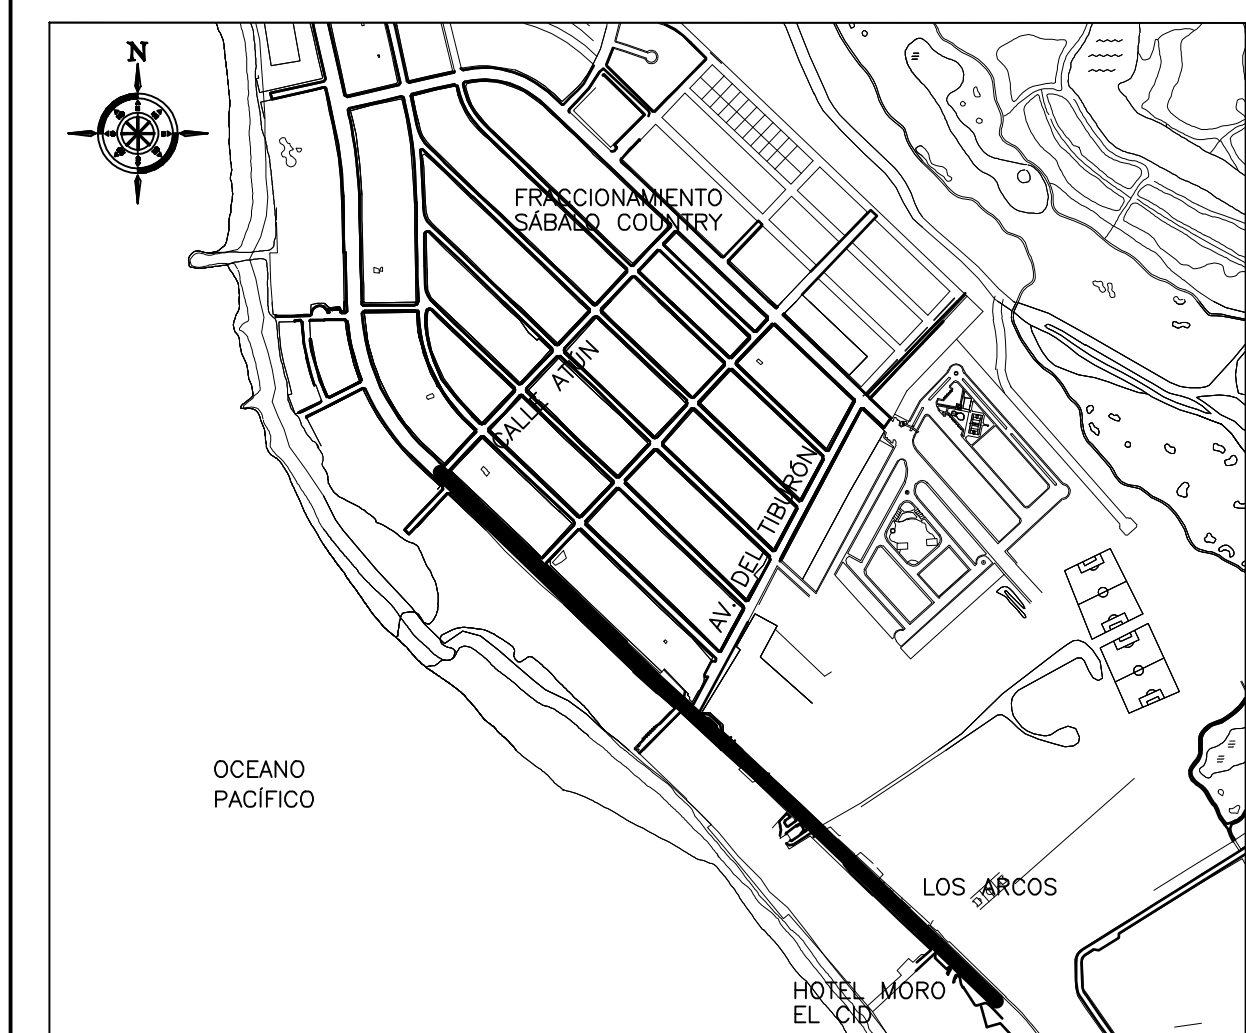 N
FRACCIONAMIENTO
SÁBALO COUNTRY
CALLE ATÚN
AV. DEL TIBURÓN
OCEANO
PACÍFICO
LOS ARCOS
HOTEL MORO
EL CID